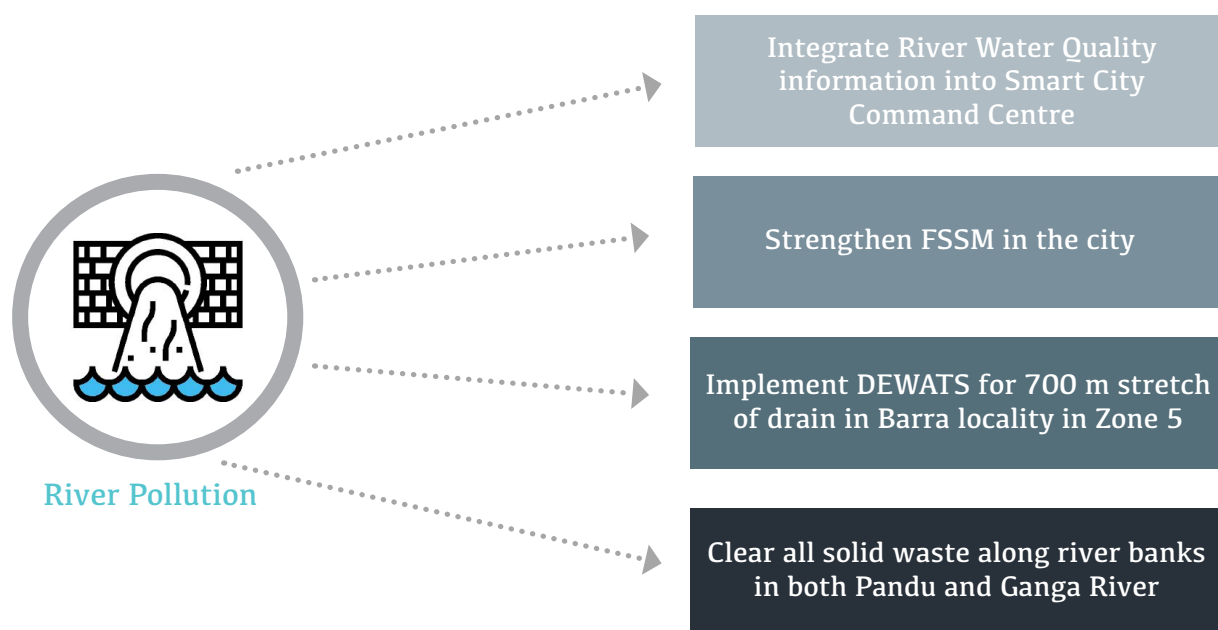 River Pollution
Integrate River Water Quality
information into Smart City
Command Centre
Strengthen FSSM in the city
Implement DEWATS for 700 m stretch
of drain in Barra locality in Zone 5
Clear all solid waste along river banks
in both Pandu and Ganga River